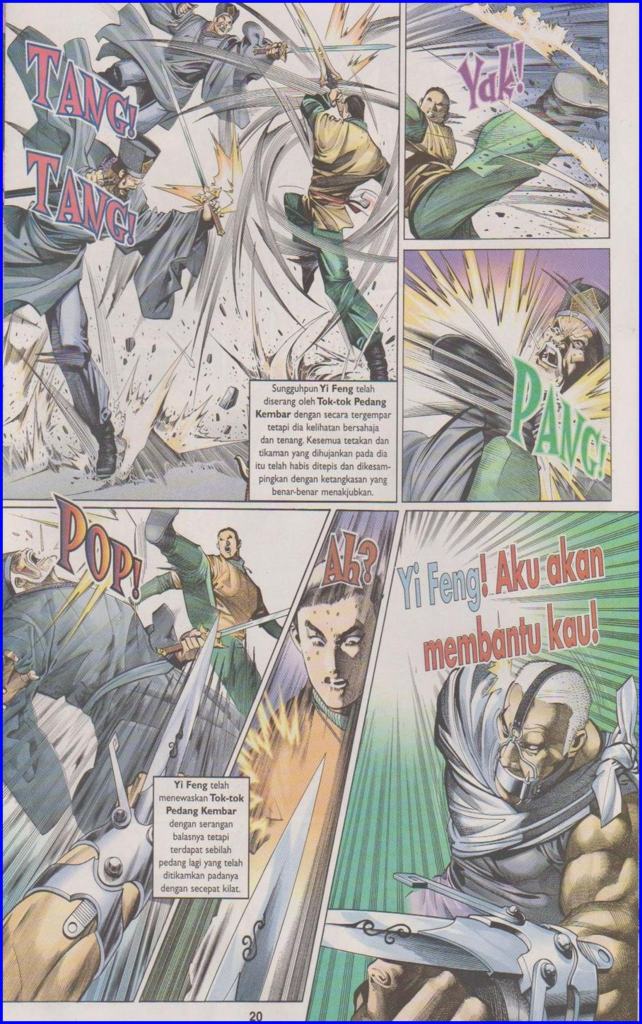 TANG!
TANG!
Yak!
Sungguhpun Yi Feng telah
diserang oleh Tok-tok Pedang
Kembar dengan secara tergempar
tetapi dia kelihatan bersahaja
dan tenang. Kesemua tetakan dan
tikaman yang dihujankan pada dia
itu telah habis ditepis dan dikesam-
pingkan dengan ketangkasan yang
benar-benar menakjubkan.
PANG!
POP!
Ah?
Yi Feng! Aku akan
membantu kau!
Yi Feng telah
menewaskan Tok-tok
Pedang Kembar
dengan serangan
balasnya tetapi
terdapat sebilah
pedang lagi yang telah
ditikamkan padanya
dengan secepat kilat.
20